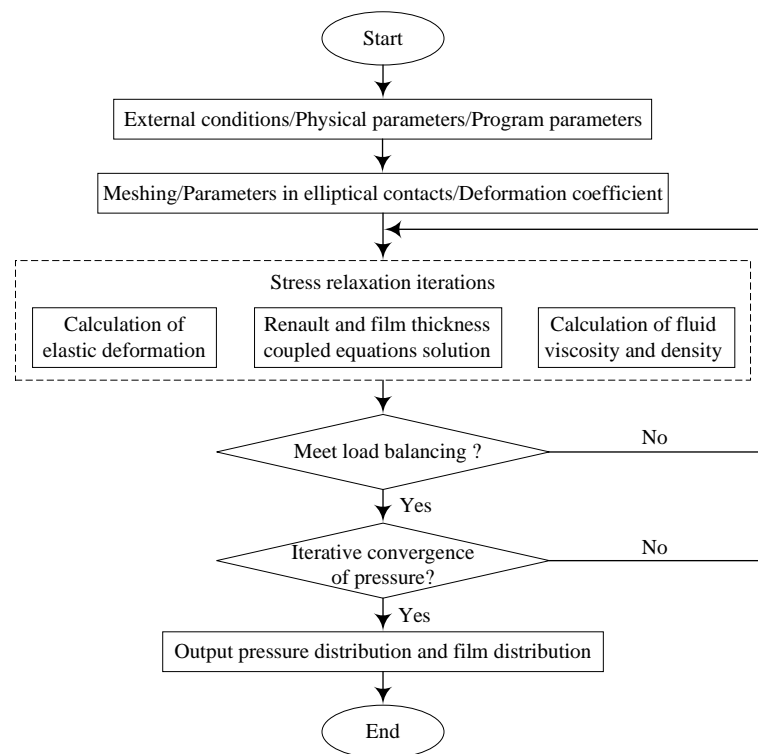 Start
External conditions/Physical parameters/Program parameters
Meshing/Parameters in elliptical contacts/Deformation coefficient
Stress relaxation iterations
Calculation of
elastic deformation
Renault and film thickness
coupled equations solution
Calculation of fluid
viscosity and density
Meet load balancing ?
No
Yes
Iterative convergence
of pressure?
No
Yes
Output pressure distribution and film distribution
End